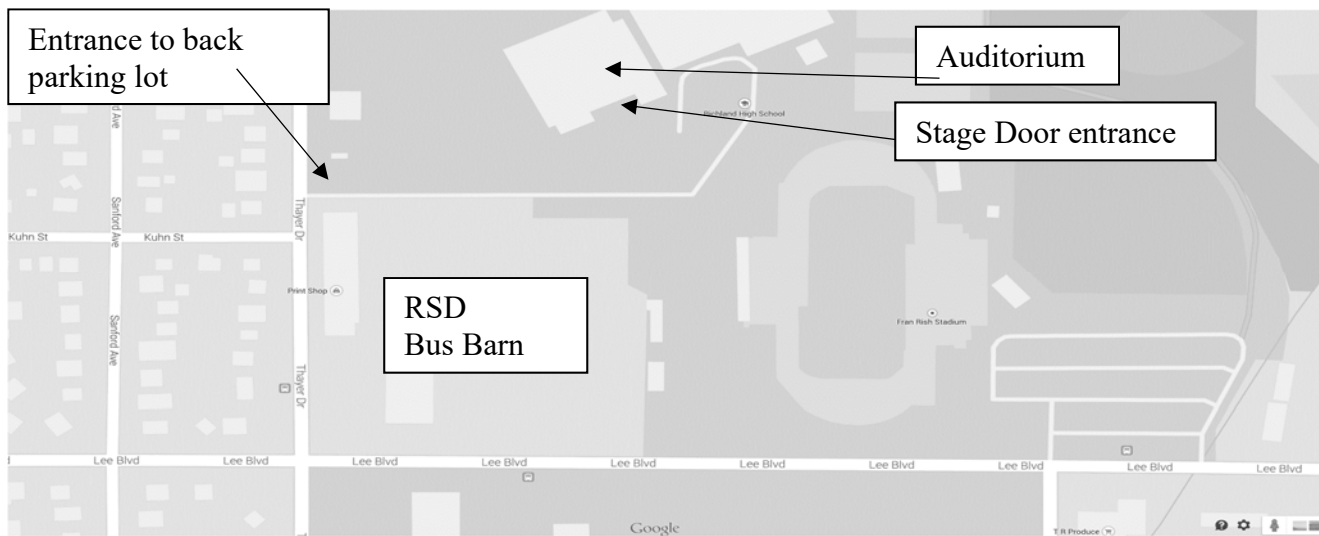 Entrance to back
parking lot
Auditorium
Stage Door entrance
Richland High School
d Ave
Sanford Ave
Thayer Dr
Kuhn St
Kuhn St
Print Shop
RSD
Bus Barn
Fran Rish Stadium
Sanford Ave
Thayer Dr
Lee Blvd
Lee Blvd
Lee Blvd
Lee Blvd
Lee Blvd
Lee Blvd
Lee Blvd
Lee Blvd
Lee Blvd
Lee Blvd
Google
T R Produce